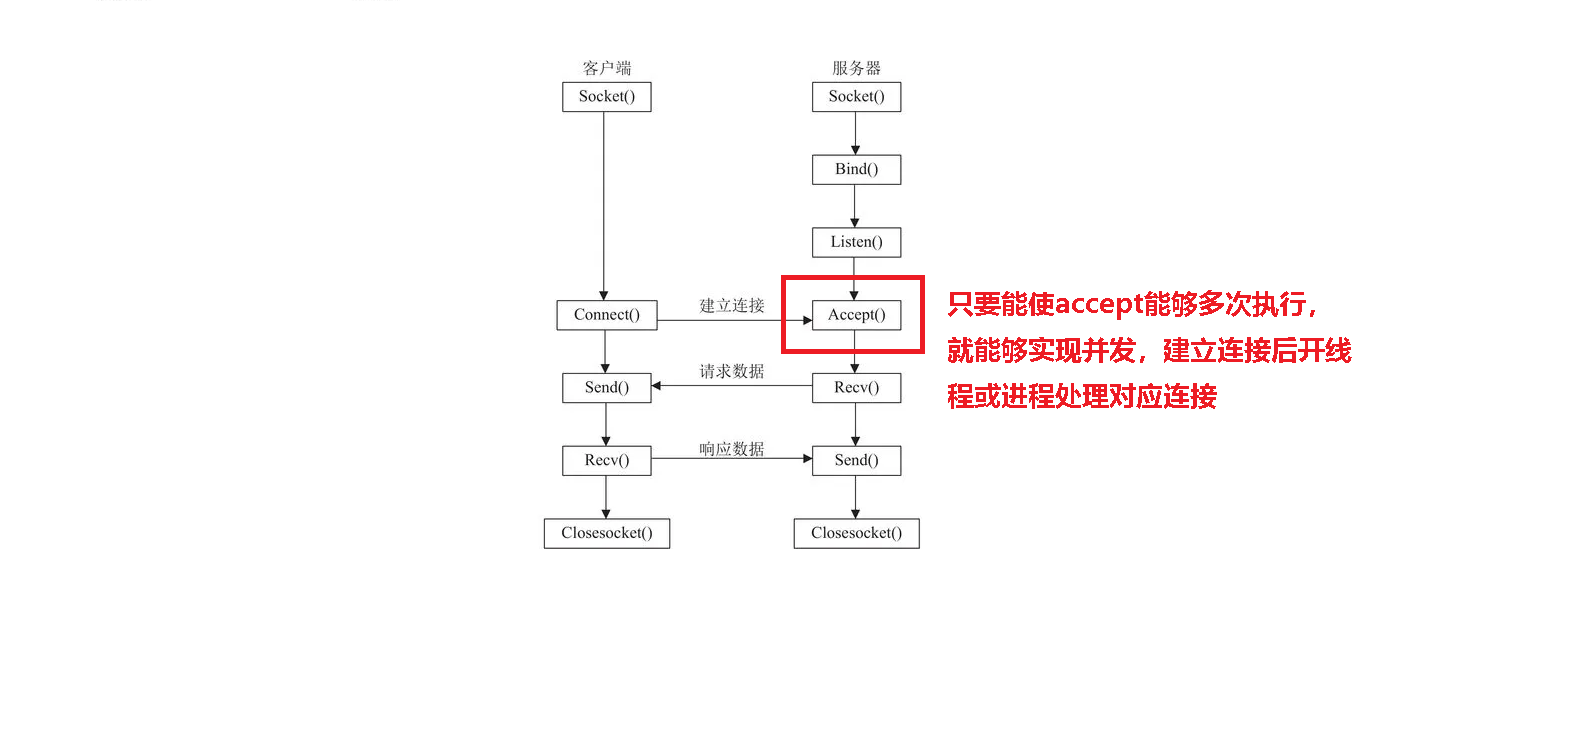 客户端
服务器
Socket()
Socket()
Bind()
Listen()
Connect()
建立连接
Accept()
只要能使accept能够多次执行，
就能够实现并发，建立连接后开线
程或进程处理对应连接
Send()
请求数据
Recv()
Recv()
响应数据
Send()
Closesocket()
Closesocket()